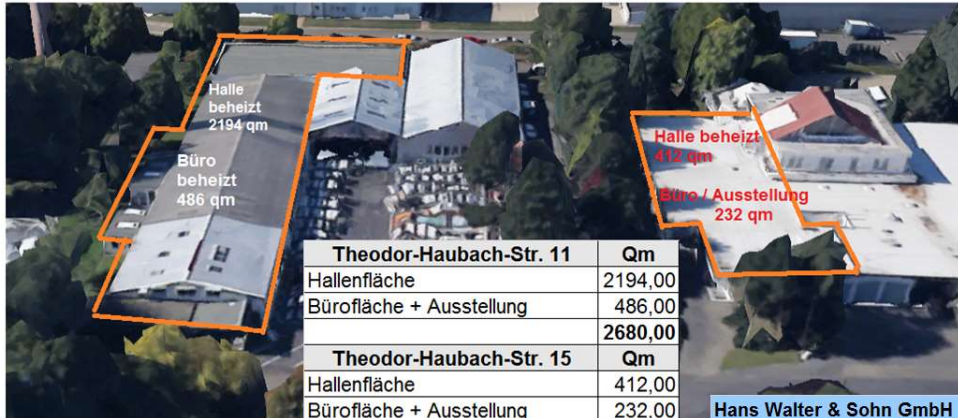 Halle
beheizt
2194 qm
Büro
beheizt
486 qm
Halle beheizt
412 qm
Büro / Ausstellung
232 qm
Theodor-Haubach-Str. 11 Qm
Hallenfläche 2194,00
Bürofläche + Ausstellung 486,00
2680,00
Theodor-Haubach-Str. 15 Qm
Hallenfläche 412,00
Bürofläche + Ausstellung 232,00
Hans Walter & Sohn GmbH